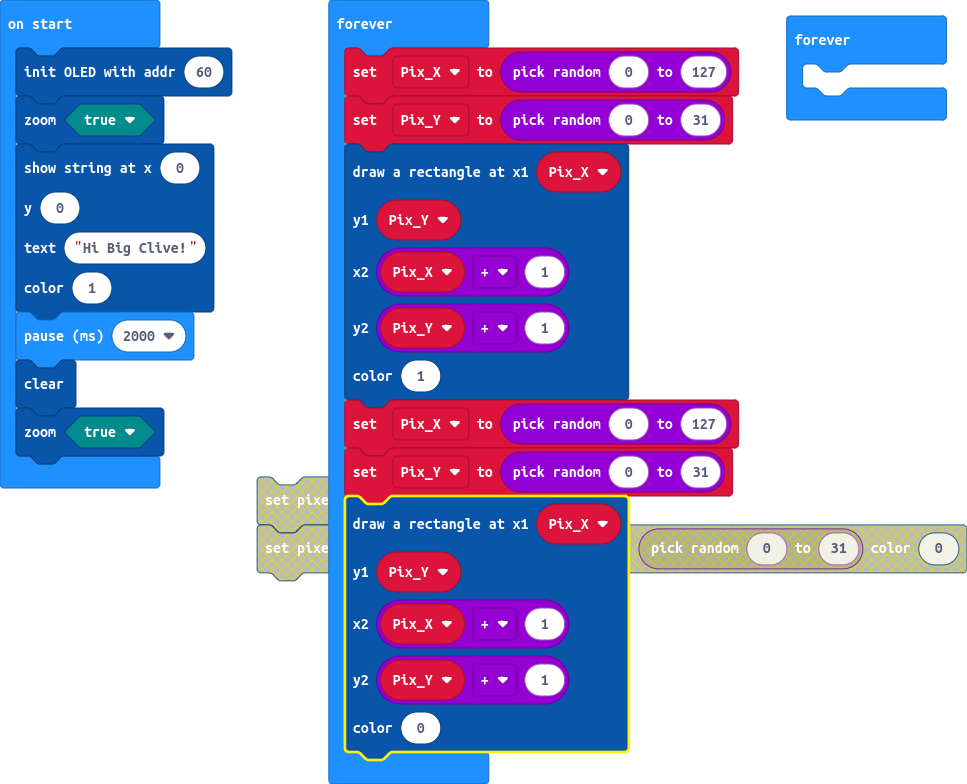 on start
init OLED with addr 60
zoom true
show string at x 0
y 0
text "Hi Big Clive!"
color 1
pause (ms) 2000
clear
zoom true
set pixe
set pixe
forever
set Pix_X to pick random 0 to 127
set Pix_Y to pick random 0 to 31
draw a rectangle at x1 Pix_X
y1 Pix_Y
x2 Pix_X + 1
y2 Pix_Y + 1
color 1
set Pix_X to pick random 0 to 127
set Pix_Y to pick random 0 to 31
draw a rectangle at x1 Pix_X
y1 Pix_Y
x2 Pix_X + 1
y2 Pix_Y + 1
color 0
pick random 0 to 31 color 0
forever